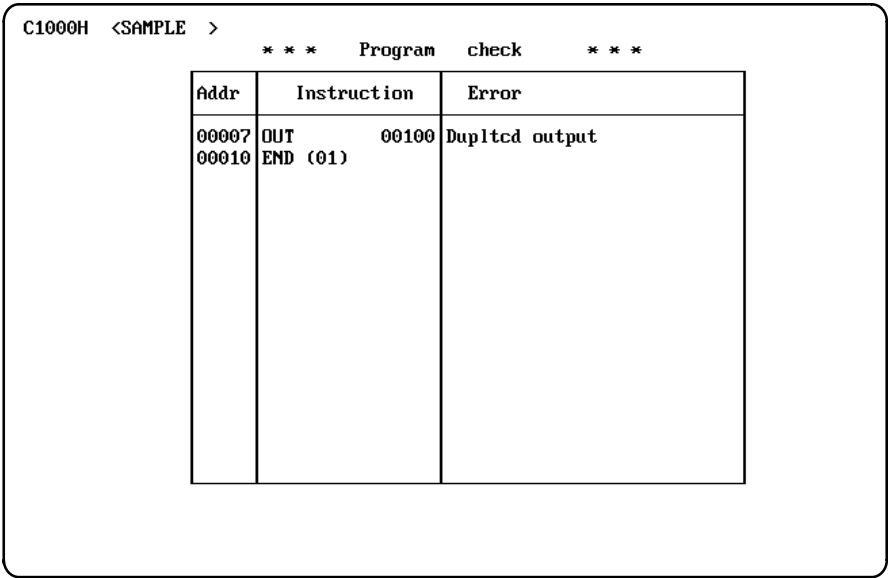 C1000H <SAMPLE >
* * * Program check * * *
Addr Instruction Error
00007 OUT 00100 Dupltcd output
00010 END (01)